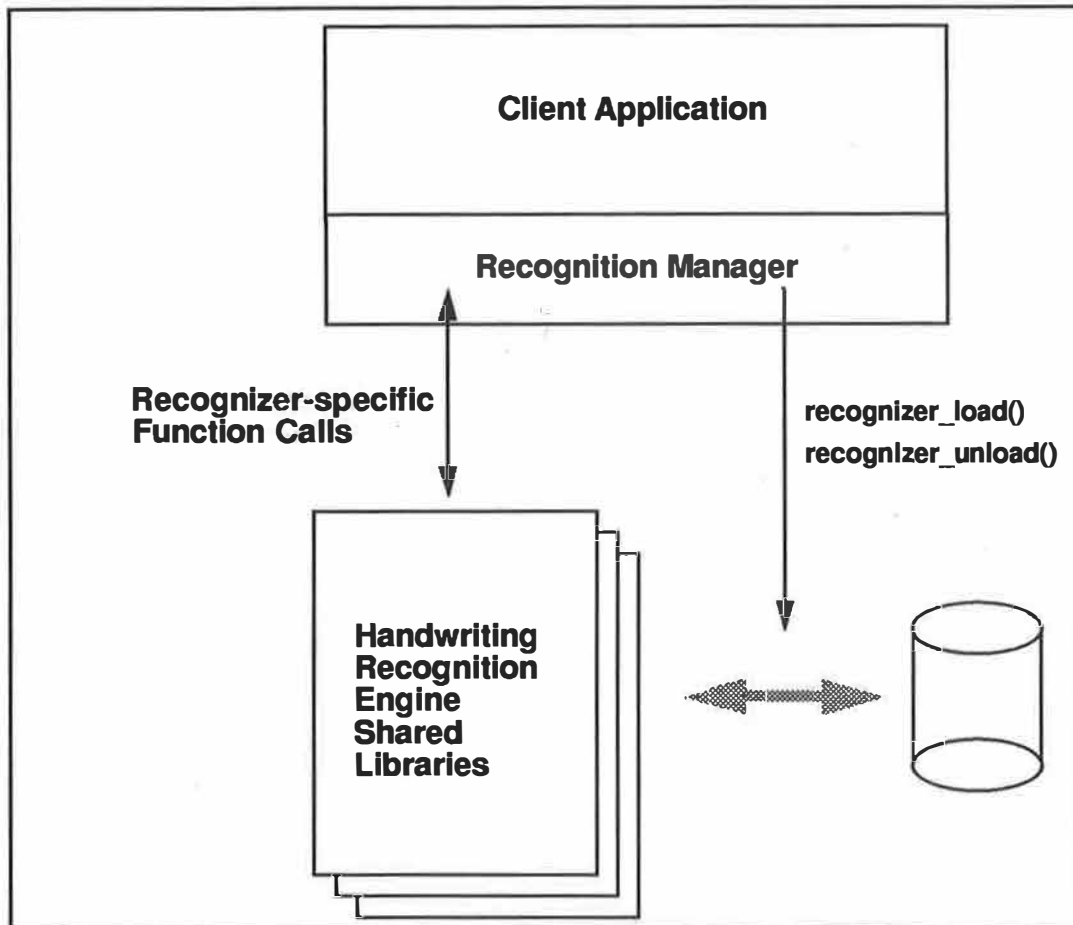 Client Application
Recognition Manager
Recognizer-specific
Function Calls
recognizer_load()
recognizer_unload()
Handwriting
Recognition
Engine
Shared
Libraries